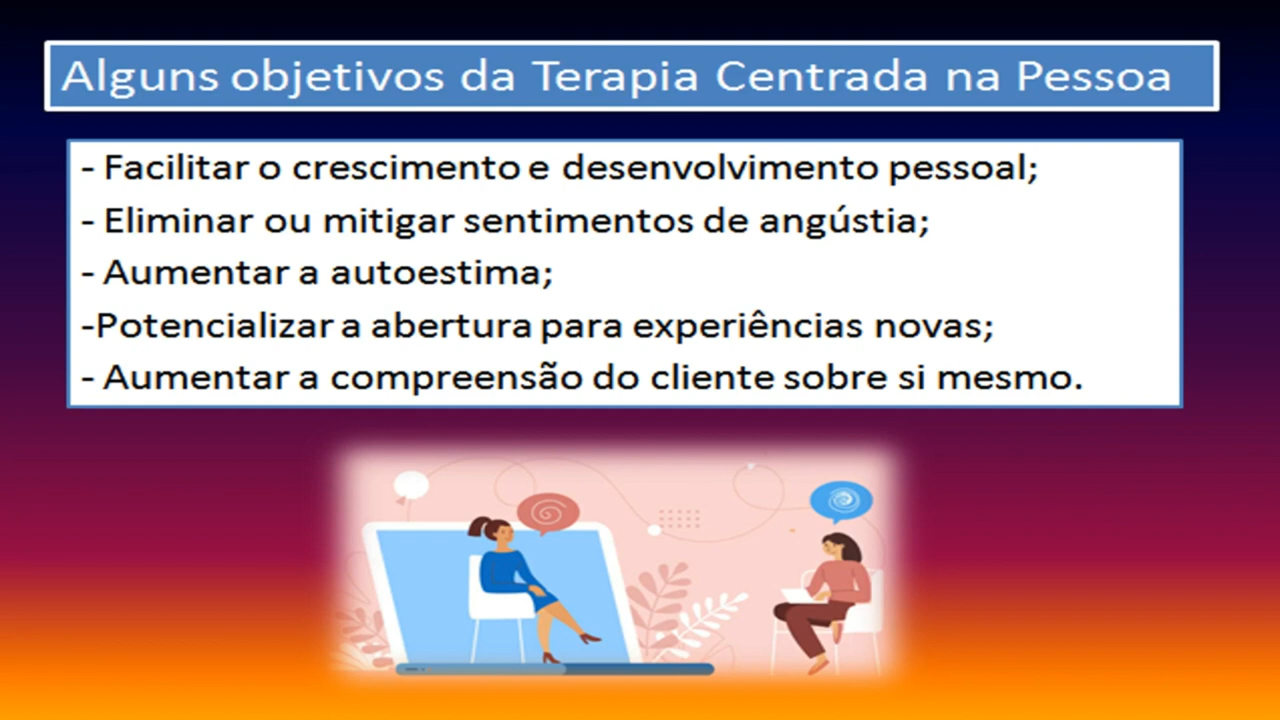 Alguns objetivos da Terapia Centrada na Pessoa
- Facilitar o crescimento e desenvolvimento pessoal;
- Eliminar ou mitigar sentimentos de angústia;
- Aumentar a autoestima;
-Potencializar a abertura para experiências novas;
- Aumentar a compreensão do cliente sobre si mesmo.